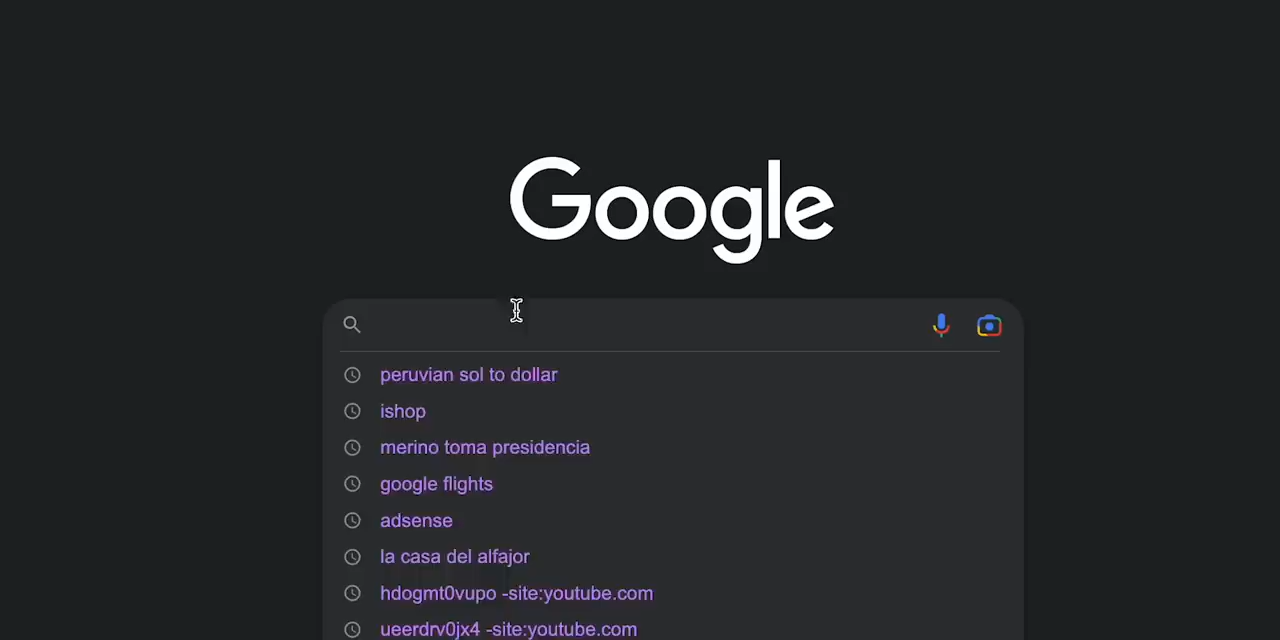 Google
peruvian sol to dollar
ishop
merino toma presidencia
google flights
adsense
la casa del alfajor
hdogmt0vupo -site:youtube.com
ueerdrv0jx4 -site:youtube.com